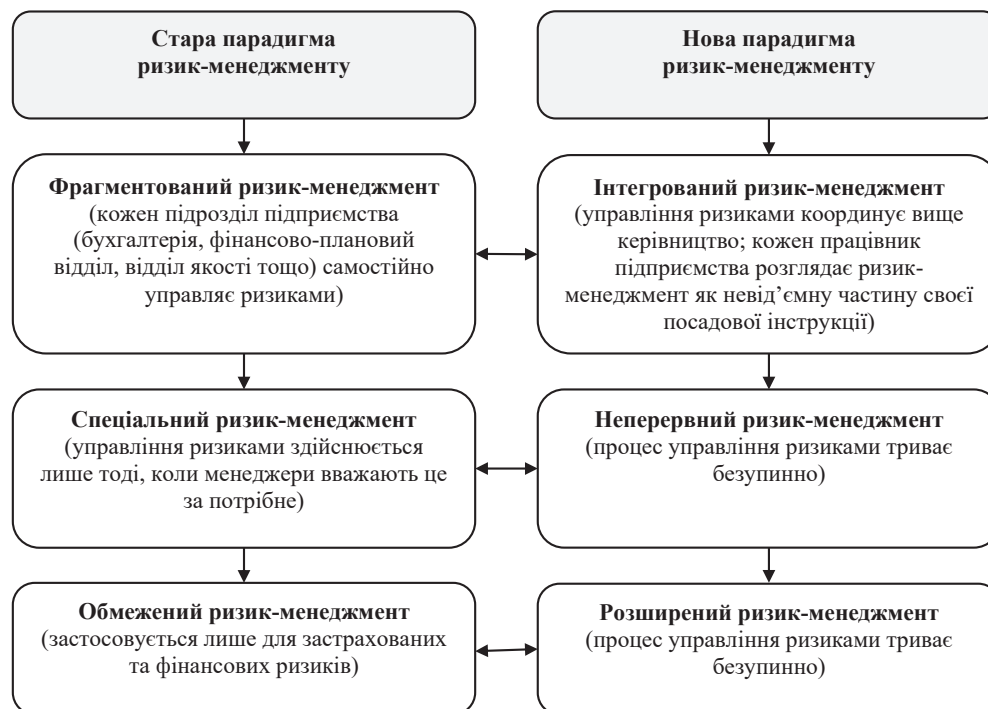 Стара парадигма
ризик-менеджменту
Нова парадигма
ризик-менеджменту
Фрагментований ризик-менеджмент
(кожен підрозділ підприємства
(бухгалтерія, фінансово-плановий
відділ, відділ якості тощо) самостійно
управляє ризиками)
Інтегрований ризик-менеджмент
(управління ризиками координує вище
керівництво; кожен працівник
підприємства розглядає ризик-
менеджмент як невід’ємну частину своєї
посадової інструкції)
Спеціальний ризик-менеджмент
(управління ризиками здійснюється
лише тоді, коли менеджери вважають це
за потрібне)
Неперервний ризик-менеджмент
(процес управління ризиками триває
безупинно)
Обмежений ризик-менеджмент
(застосовується лише для застрахованих
та фінансових ризиків)
Розширений ризик-менеджмент
(процес управління ризиками триває
безупинно)